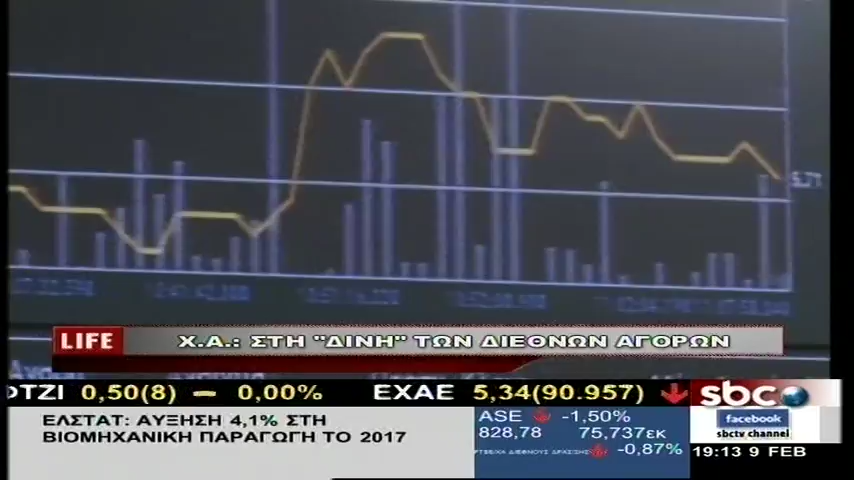 5,71
LIFE
Χ.Α.: ΣΤΗ "ΔΙΝΗ" ΤΩΝ ΔΙΕΘΝΩΝ ΑΓΟΡΩΝ
ΟΤΖΙ 0,50(8) 0,00% ΕΧΑΕ 5,34(90.957)
sbc
ΕΛΣΤΑΤ: ΑΥΞΗΣΗ 4,1% ΣΤΗ
ΒΙΟΜΗΧΑΝΙΚΗ ΠΑΡΑΓΩΓΗ ΤΟ 2017
ASE -1,50%
828,78 75,737εκ
-0,87%
facebook
sbctv channel
19:13 9 FEB